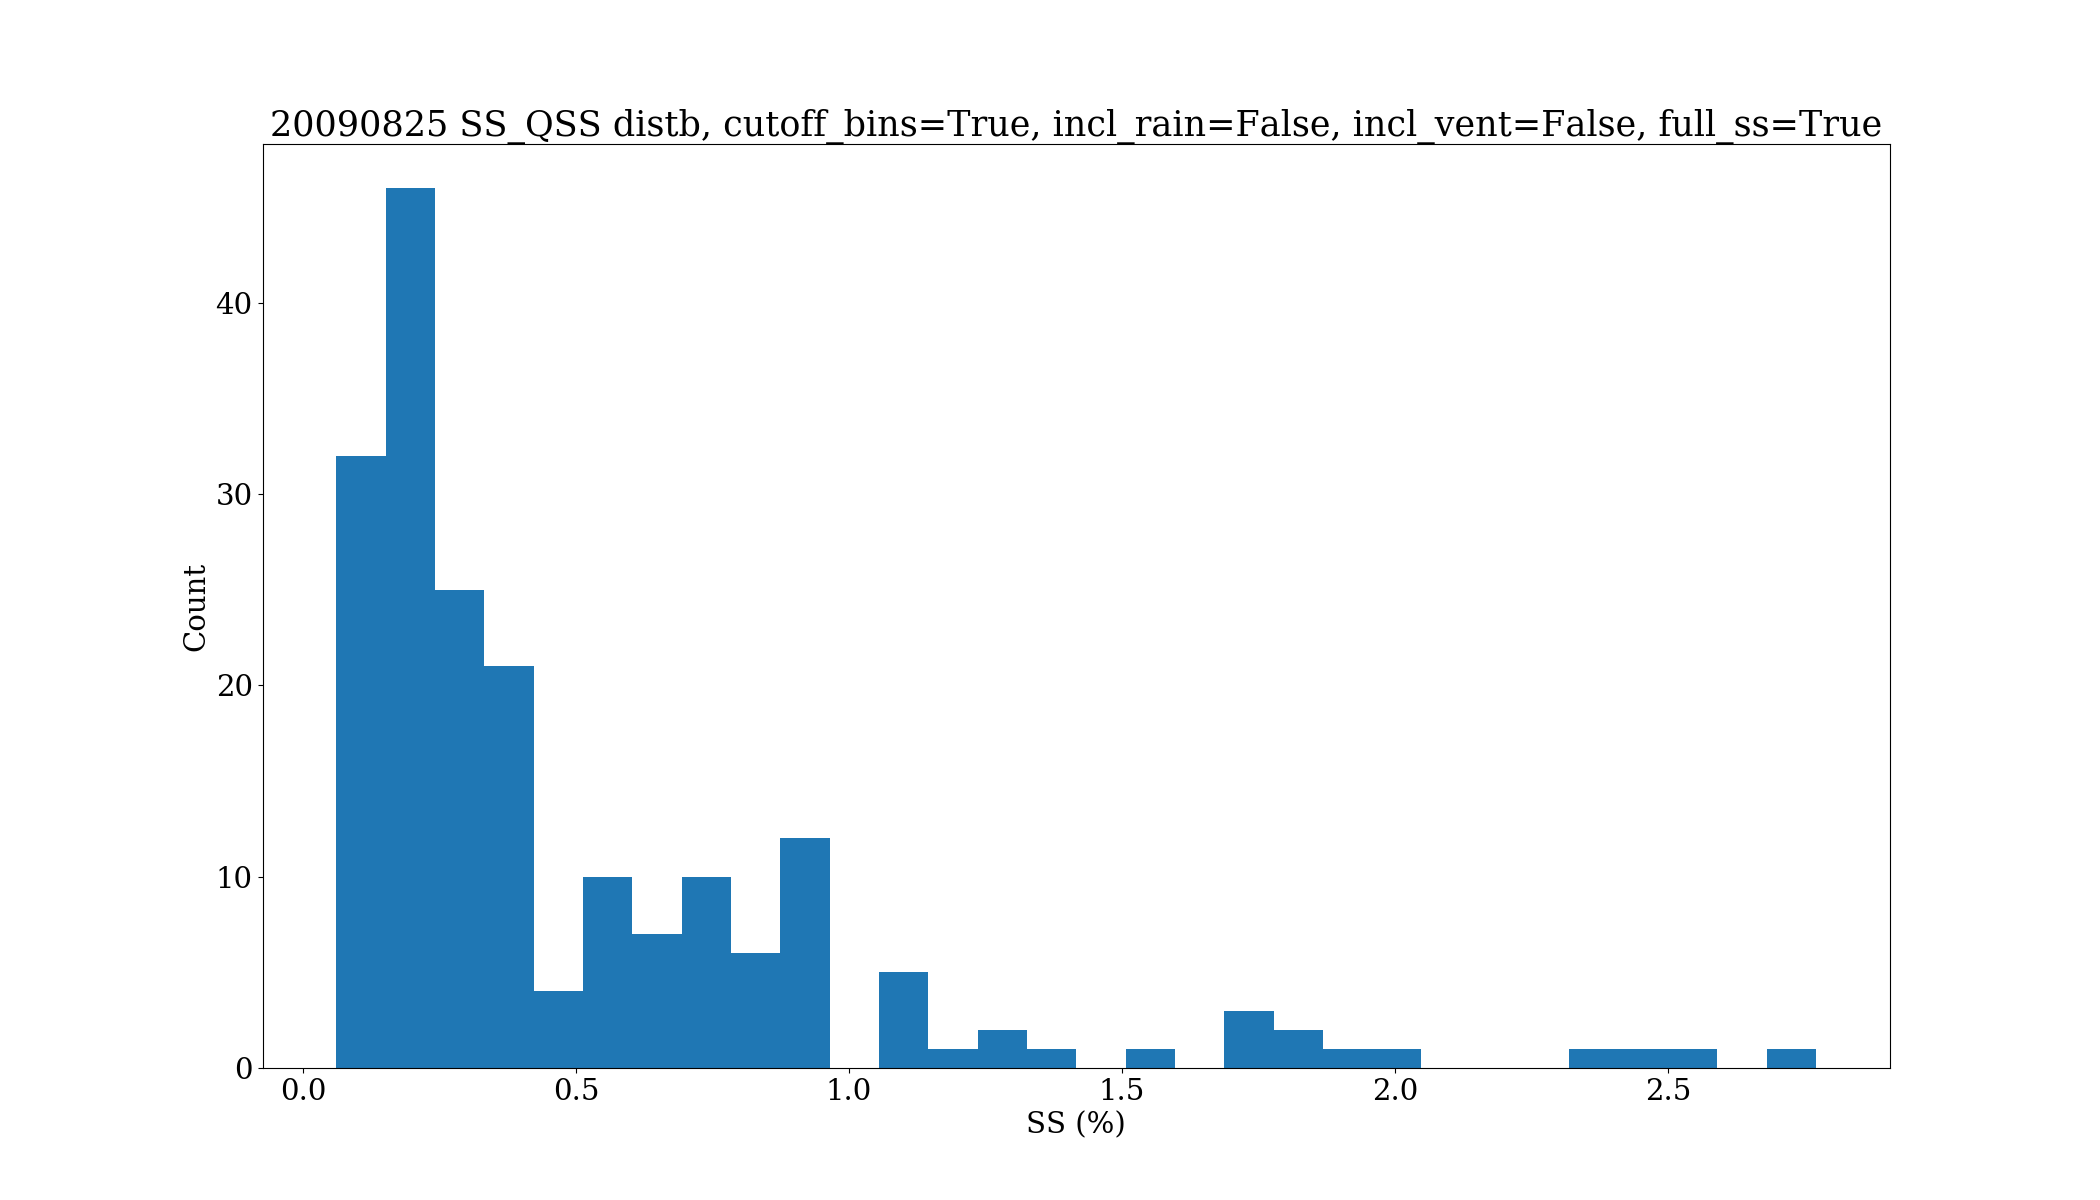 20090825 SS_QSS distb, cutoff_bins=True, incl_rain=False, incl_vent=False, full_ss=True
40
30
20
10
0
Count
0.0 0.5 1.0 1.5 2.0 2.5
SS (%)